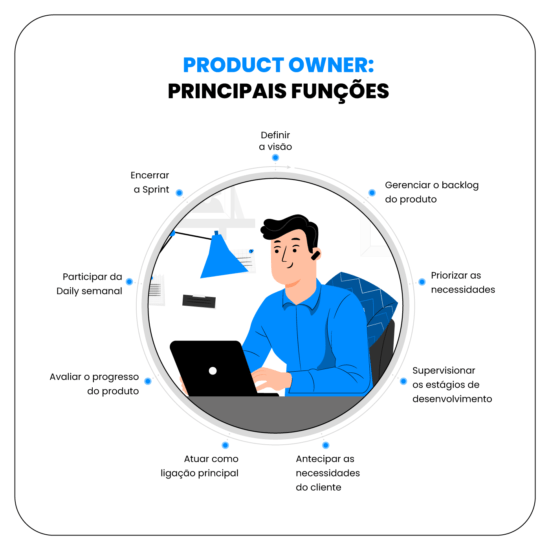 PRODUCT OWNER:
PRINCIPAIS FUNÇÕES
Definir
a visão
Gerenciar o backlog
do produto
Priorizar as
necessidades
Supervisionar
os estágios de
desenvolvimento
Antecipar as
necessidades
do cliente
Atuar como
ligação principal
Avaliar o progresso
do produto
Participar da
Daily semanal
Encerrar
a Sprint